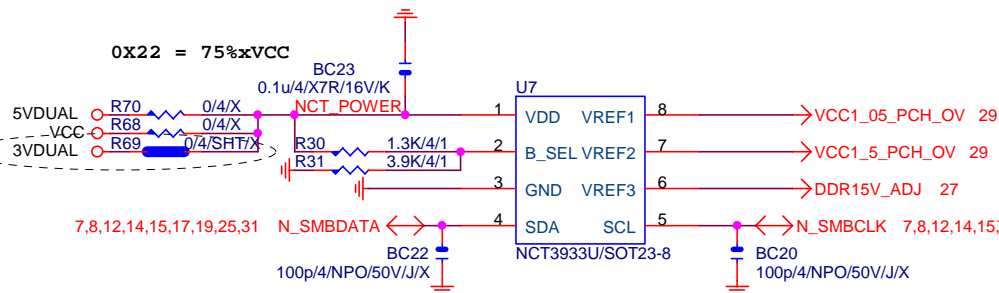 0X22 = 75%xVCC
BC23
0.1u/4/X7R/16V/K
U7
5VDUAL R70 0/4/X NCT_POWER 1 VDD VREF1 8 VCC1_05_PCH_OV 29
VCC R68 0/4/X
3VDUAL R69 0/4/SHT/X
R30 1.3K/4/1 2 B_SEL VREF2 7 VCC1_5_PCH_OV 29
R31 3.9K/4/1
3 GND VREF3 6 DDR15V_ADJ 27
7,8,12,14,15,17,19,25,31 N_SMBDATA 4 SDA SCL 5 N_SMBCLK 7,8,12,14,15,
BC22
100p/4/NPO/50V/J/X
NCT3933U/SOT23-8
BC20
100p/4/NPO/50V/J/X